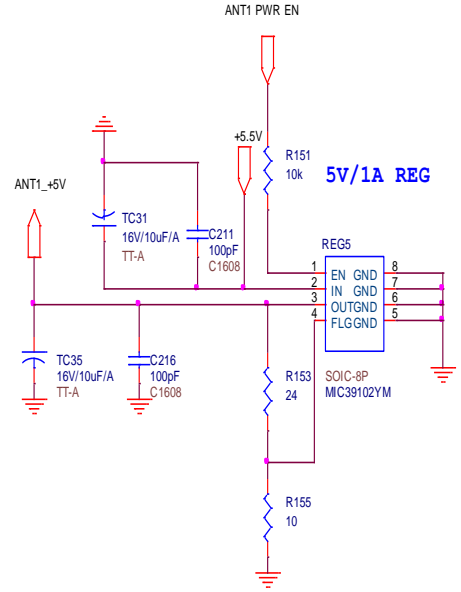 ANT1 PWR EN
+5.5V
R151
10k
5V/1A REG
ANT1_+5V
TC31
16V/10uF/A
TT-A
C211
100pF
C1608
REG5
1 EN GND 8
2 IN GND 7
3 OUTGND 6
4 FLGGND 5
SOIC-8P
MIC39102YM
TC35
16V/10uF/A
TT-A
C216
100pF
C1608
R153
24
R155
10